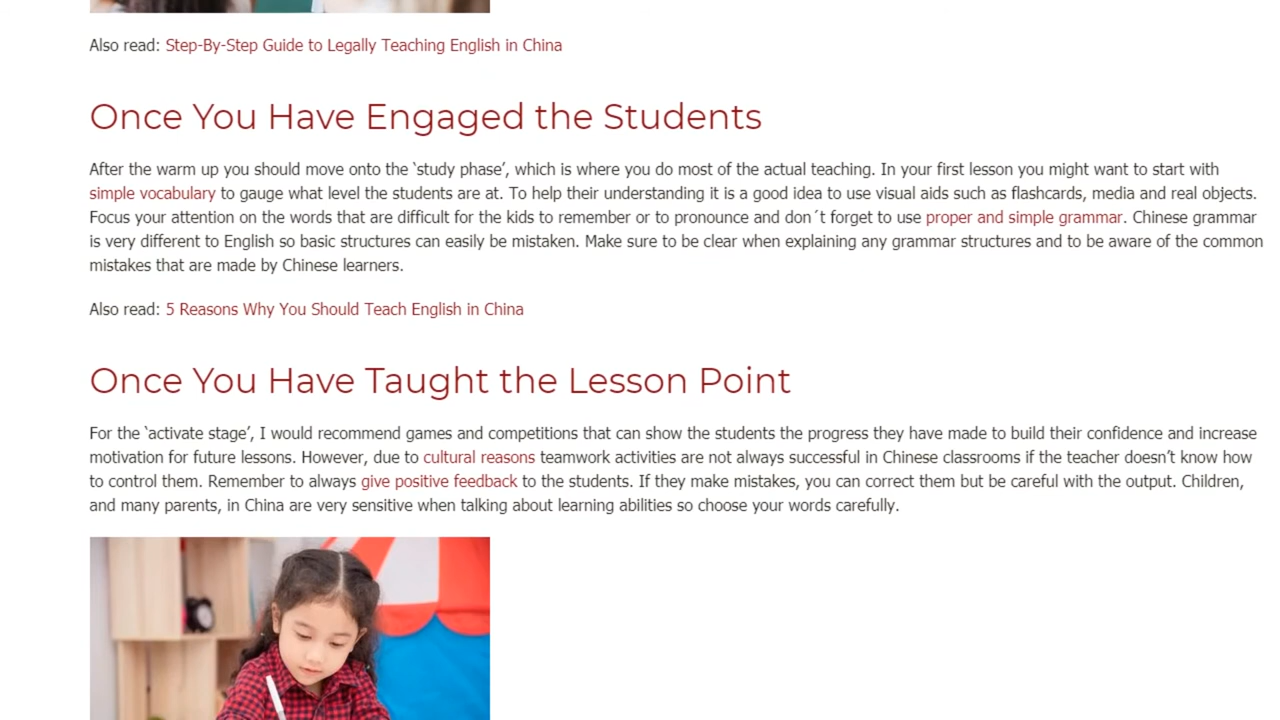 Also read: Step-By-Step Guide to Legally Teaching English in China
Once You Have Engaged the Students
After the warm up you should move onto the ‘study phase’, which is where you do most of the actual teaching. In your first lesson you might want to start with
simple vocabulary to gauge what level the students are at. To help their understanding it is a good idea to use visual aids such as flashcards, media and real objects.
Focus your attention on the words that are difficult for the kids to remember or to pronounce and don´t forget to use proper and simple grammar. Chinese grammar
is very different to English so basic structures can easily be mistaken. Make sure to be clear when explaining any grammar structures and to be aware of the common
mistakes that are made by Chinese learners.
Also read: 5 Reasons Why You Should Teach English in China
Once You Have Taught the Lesson Point
For the ‘activate stage’, I would recommend games and competitions that can show the students the progress they have made to build their confidence and increase
motivation for future lessons. However, due to cultural reasons teamwork activities are not always successful in Chinese classrooms if the teacher doesn’t know how
to control them. Remember to always give positive feedback to the students. If they make mistakes, you can correct them but be careful with the output. Children,
and many parents, in China are very sensitive when talking about learning abilities so choose your words carefully.